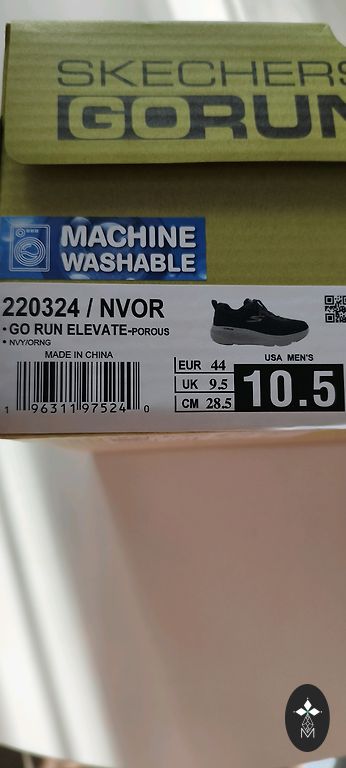 SKECHERS
GORUN
MACHINE
WASHABLE
220324 / NVOR
• GO RUN ELEVATE-POROUS
• NVY/ORNG
MADE IN CHINA
1 96311 97524 0
EUR 44
UK 9.5
CM 28.5
USA MEN'S
10.5
M